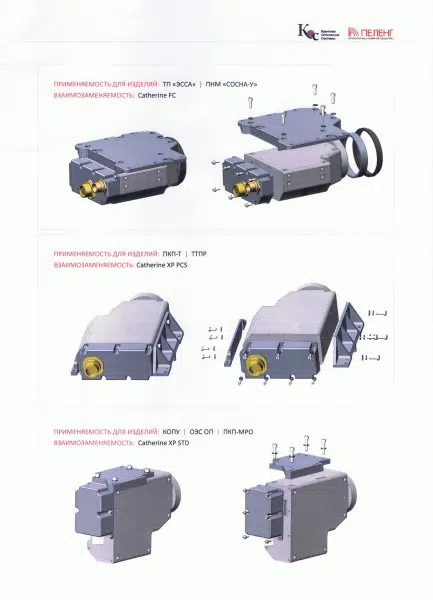 КОС Квантово Оптические Системы
ПЕЛЕНГ
ПРИМЕНЯЕМОСТЬ ДЛЯ ИЗДЕЛИЙ: ТП «ЭССА» | ПНМ «СОСНА-У»
ВЗАИМОЗАМЕНЯЕМОСТЬ: Catherine FC
ПРИМЕНЯЕМОСТЬ ДЛЯ ИЗДЕЛИЙ: ПКП-Т | ТТПР
ВЗАИМОЗАМЕНЯЕМОСТЬ: Catherine XP PCS
ПРИМЕНЯЕМОСТЬ ДЛЯ ИЗДЕЛИЙ: КОПУ | ОЭС ОП | ПКП-МРО
ВЗАИМОЗАМЕНЯЕМОСТЬ: Catherine XP STD